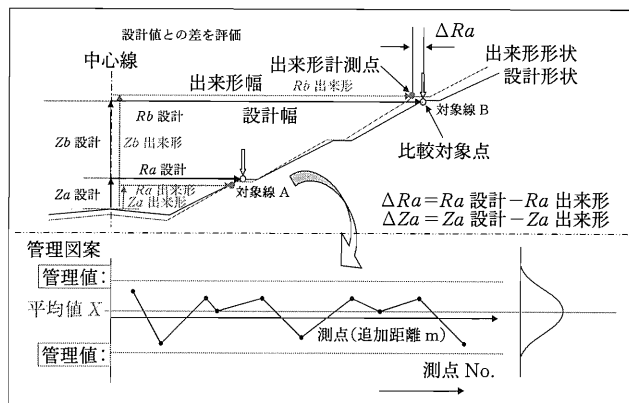 設計値との差を評価
中心線
ΔRa
出来形計測点
出来形形状
設計形状
出来形幅
Rb 出来形
Rb 設計
設計幅
対象線 B
Zb 設計
Zb 出来形
比較対象点
Ra 設計
対象線 A
Za 設計
Ra 出来形
Za 出来形
ΔRa=Ra 設計−Ra 出来形
ΔZa=Za 設計−Za 出来形
管理図案
管理値:
平均値 X
測点(追加距離 m)
管理値:
測点 No.